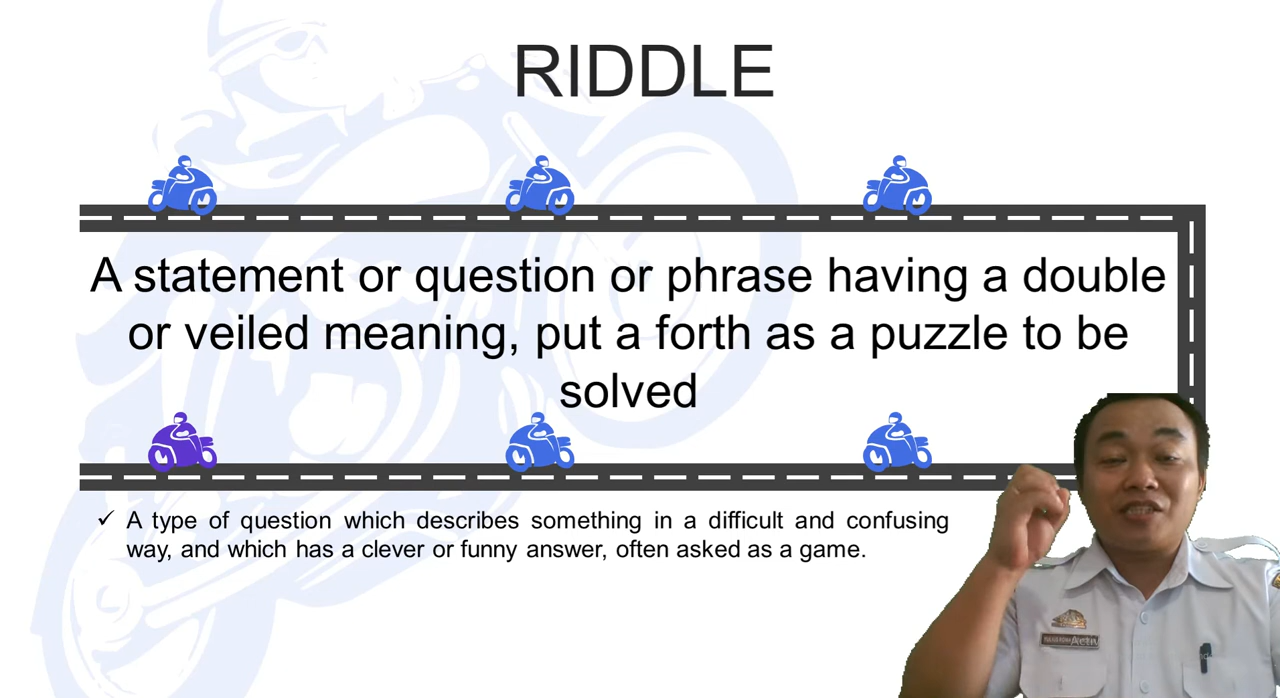 RIDDLE
A statement or question or phrase having a double
or veiled meaning, put a forth as a puzzle to be
solved
✓ A type of question which describes something in a difficult and confusing
way, and which has a clever or funny answer, often asked as a game.
Activ